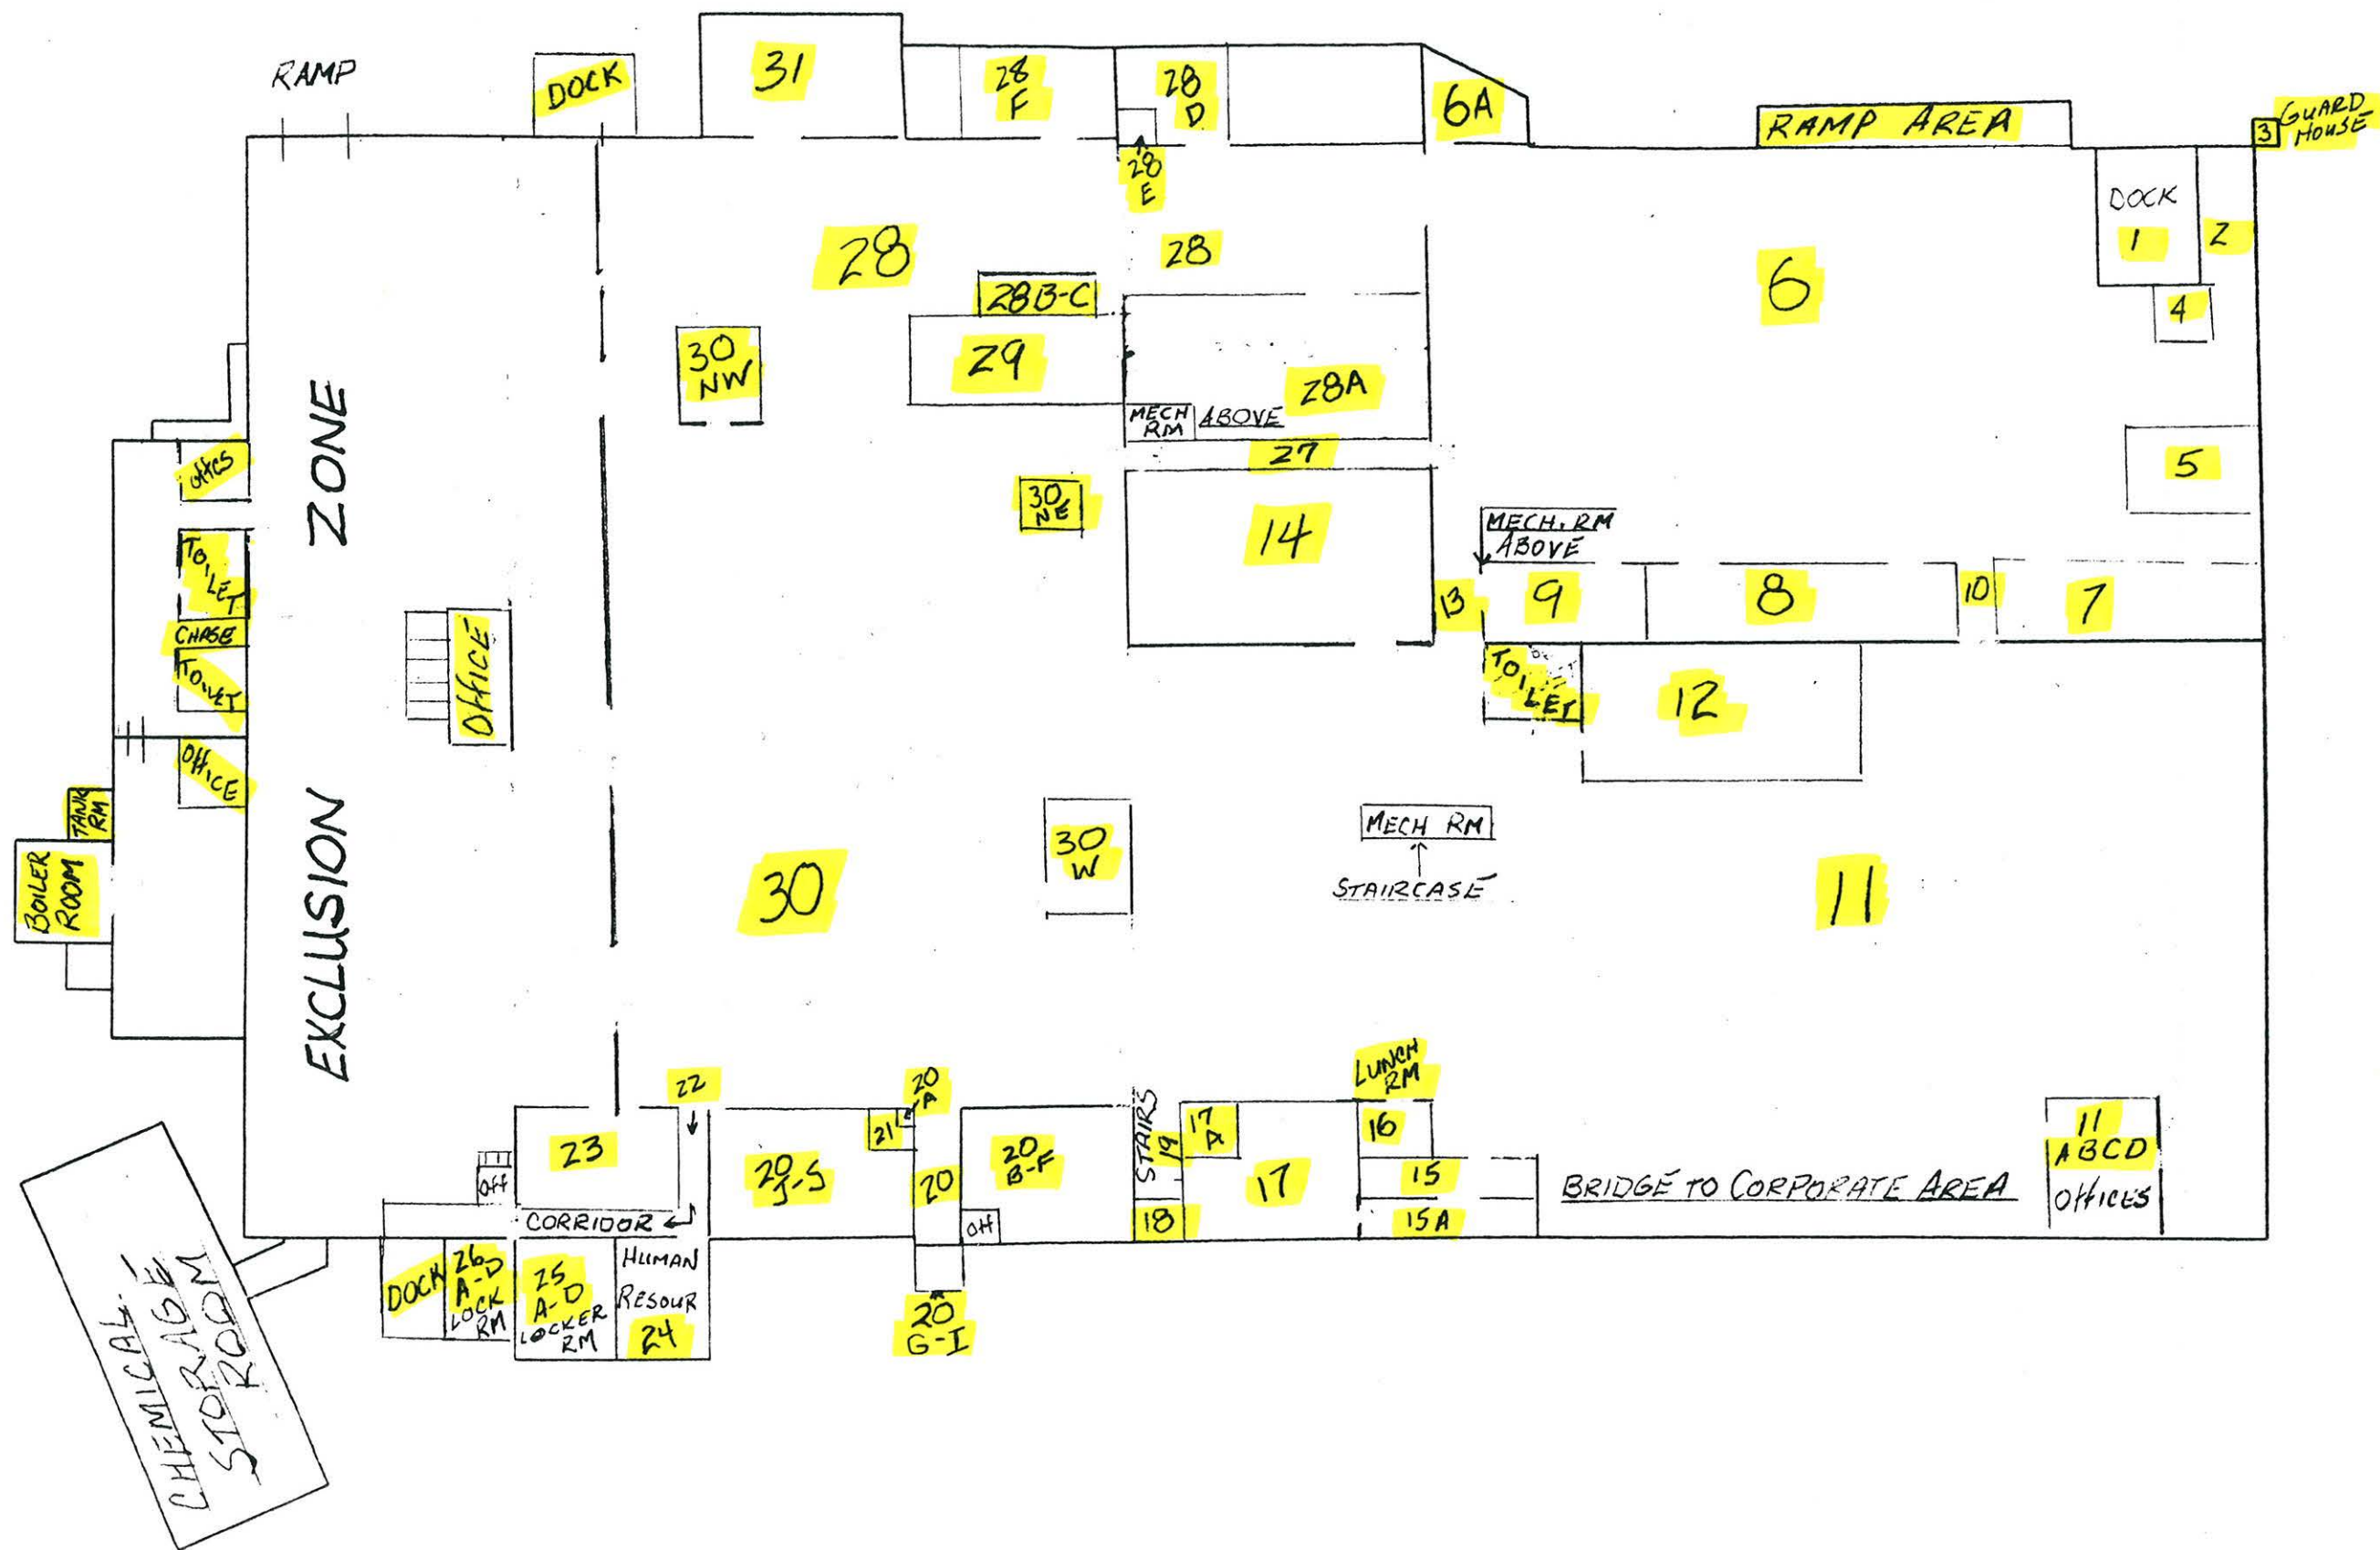 RAMP
DOCK
31
28
F
28
D
28
E
6A
RAMP AREA
3
GUARD
HOUSE
DOCK
1
2
4
28
28
28B-C
29
30
NW
28A
MECH
RM
ABOVE
27
6
5
30
NE
14
MECH. RM
ABOVE
13
9
8
10
7
TOILET
12
EXCLUSION ZONE
TOILET
CHASE
TOILET
OFFICE
OFFICE
TANK
RM
BOILER
ROOM
30
30
W
MECH RM
STAIRCASE
11
22
20
A
21
23
Off
20
J-S
20
20
B-F
Off
STAIRS
19
18
17
A
17
LUNCH
RM
16
15
15A
BRIDGE TO CORPORATE AREA
11
ABCD
OFFICES
CORRIDOR
DOCK
26
A-D
LOCK
RM
25
A-D
LOCKER
RM
HUMAN
RESOUR
24
20
G-I
CHEMICAL
STORAGE
ROOM